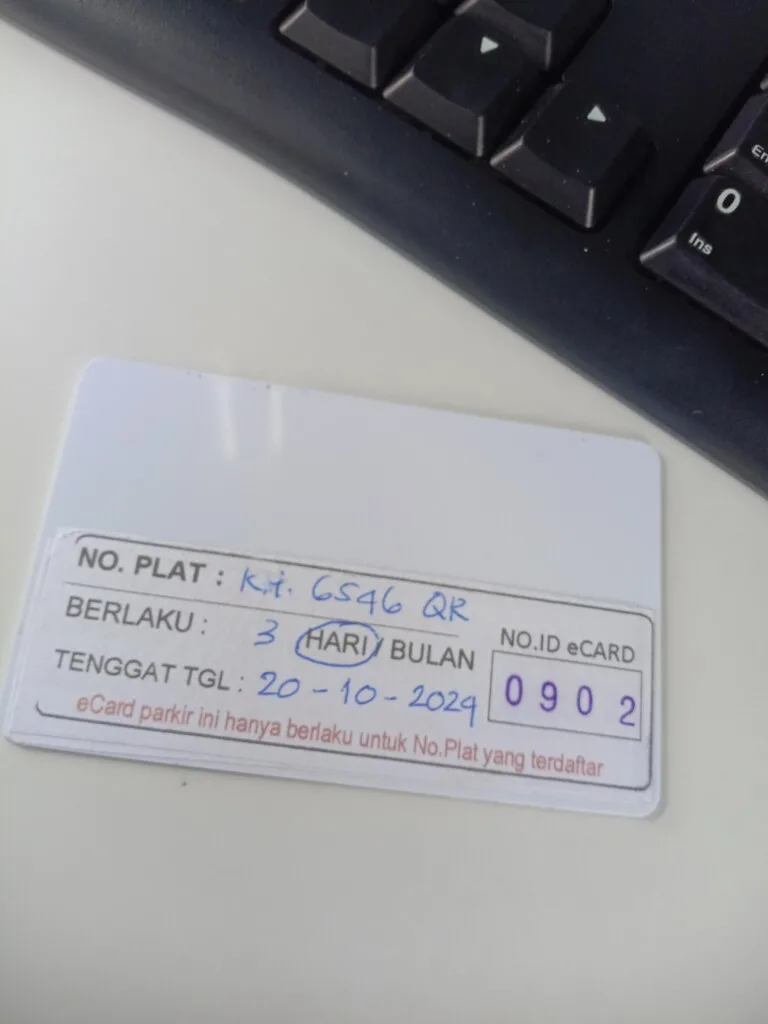 0
Ins
NO. PLAT : K.t. 6546 QR
BERLAKU : 3 HARI / BULAN
TENGGAT TGL : 20 - 10 - 2024
NO.ID eCARD
0902
eCard parkir ini hanya berlaku untuk No.Plat yang terdaftar